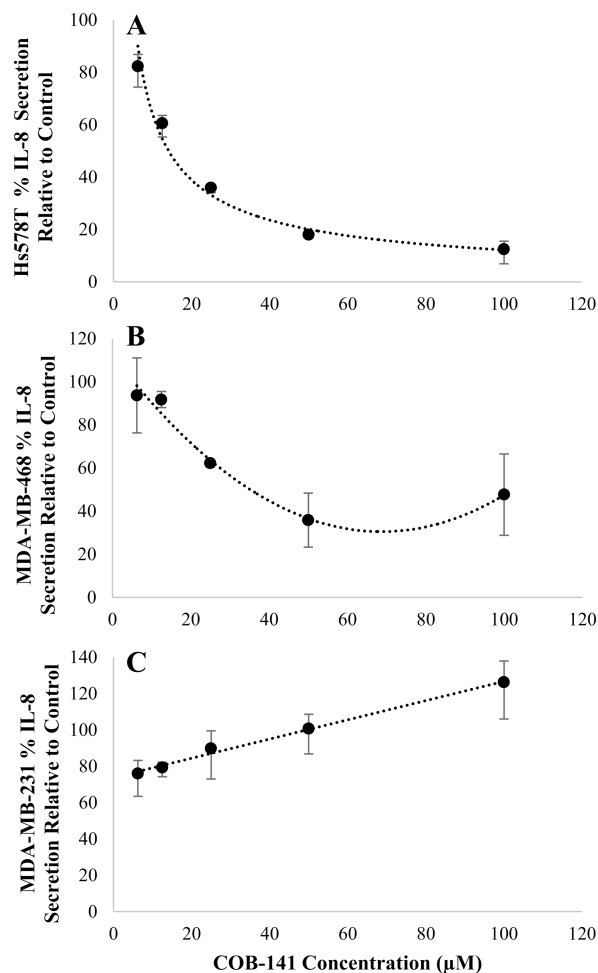 A
Hs578T % IL-8 Secretion
Relative to Control
100
80
60
40
20
0
0 20 40 60 80 100 120
B
MDA-MB-468 % IL-8
Secretion Relative to Control
120
100
80
60
40
20
0
0 20 40 60 80 100 120
C
MDA-MB-231 % IL-8
Secretion Relative to Control
140
120
100
80
60
40
20
0
0 20 40 60 80 100 120
COB-141 Concentration (µM)